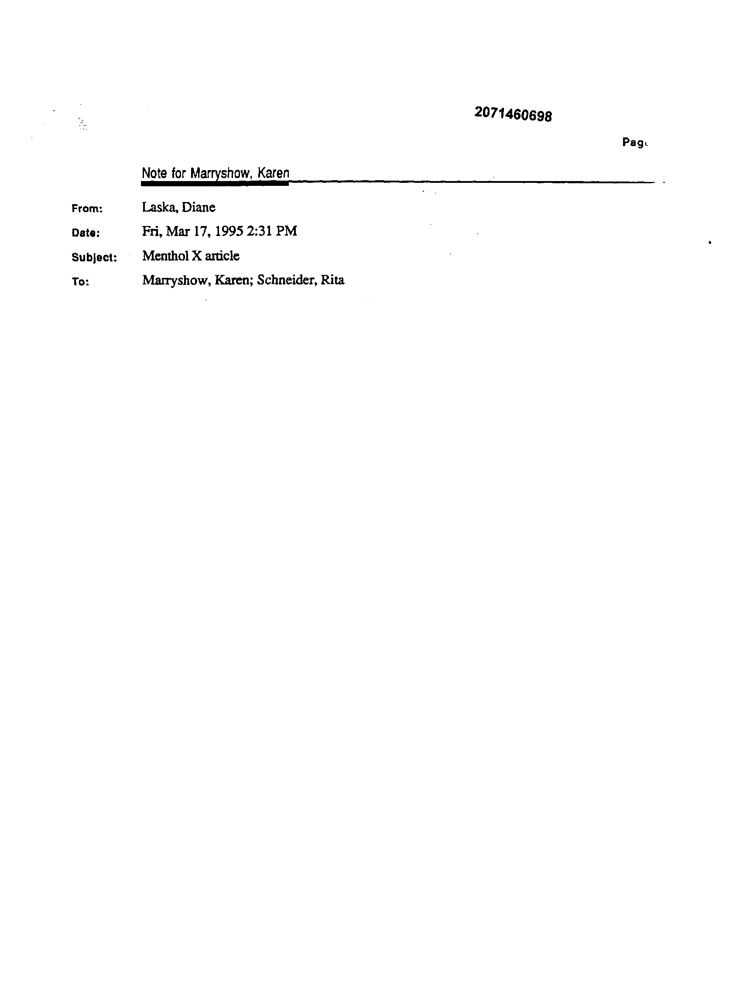 2071460698
Pag
Note for Marryshow, Karen
From: Laska, Diane
Date: Fri, Mar 17, 1995 2:31 PM
Subject: Menthol X article
To: Marryshow, Karen; Schneider, Rita